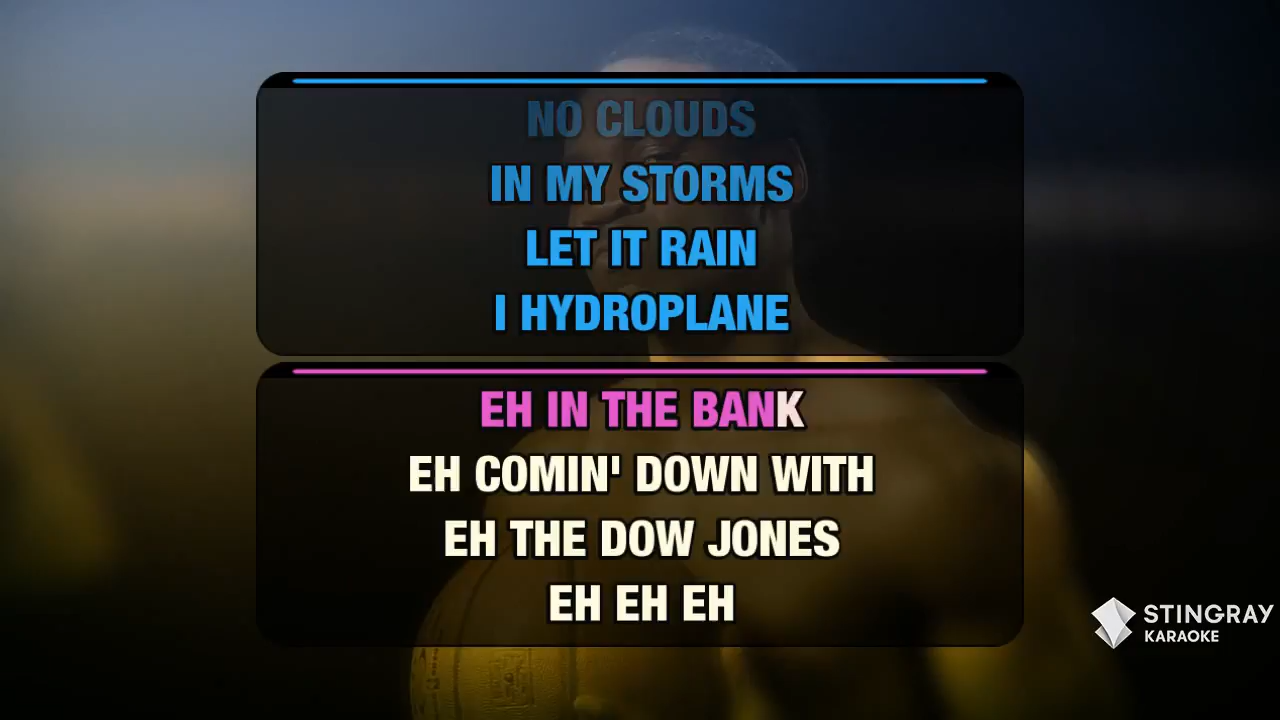 NO CLOUDS
IN MY STORMS
LET IT RAIN
I HYDROPLANE
EH IN THE BANK
EH COMIN' DOWN WITH
EH THE DOW JONES
EH EH EH
STINGRAY
KARAOKE